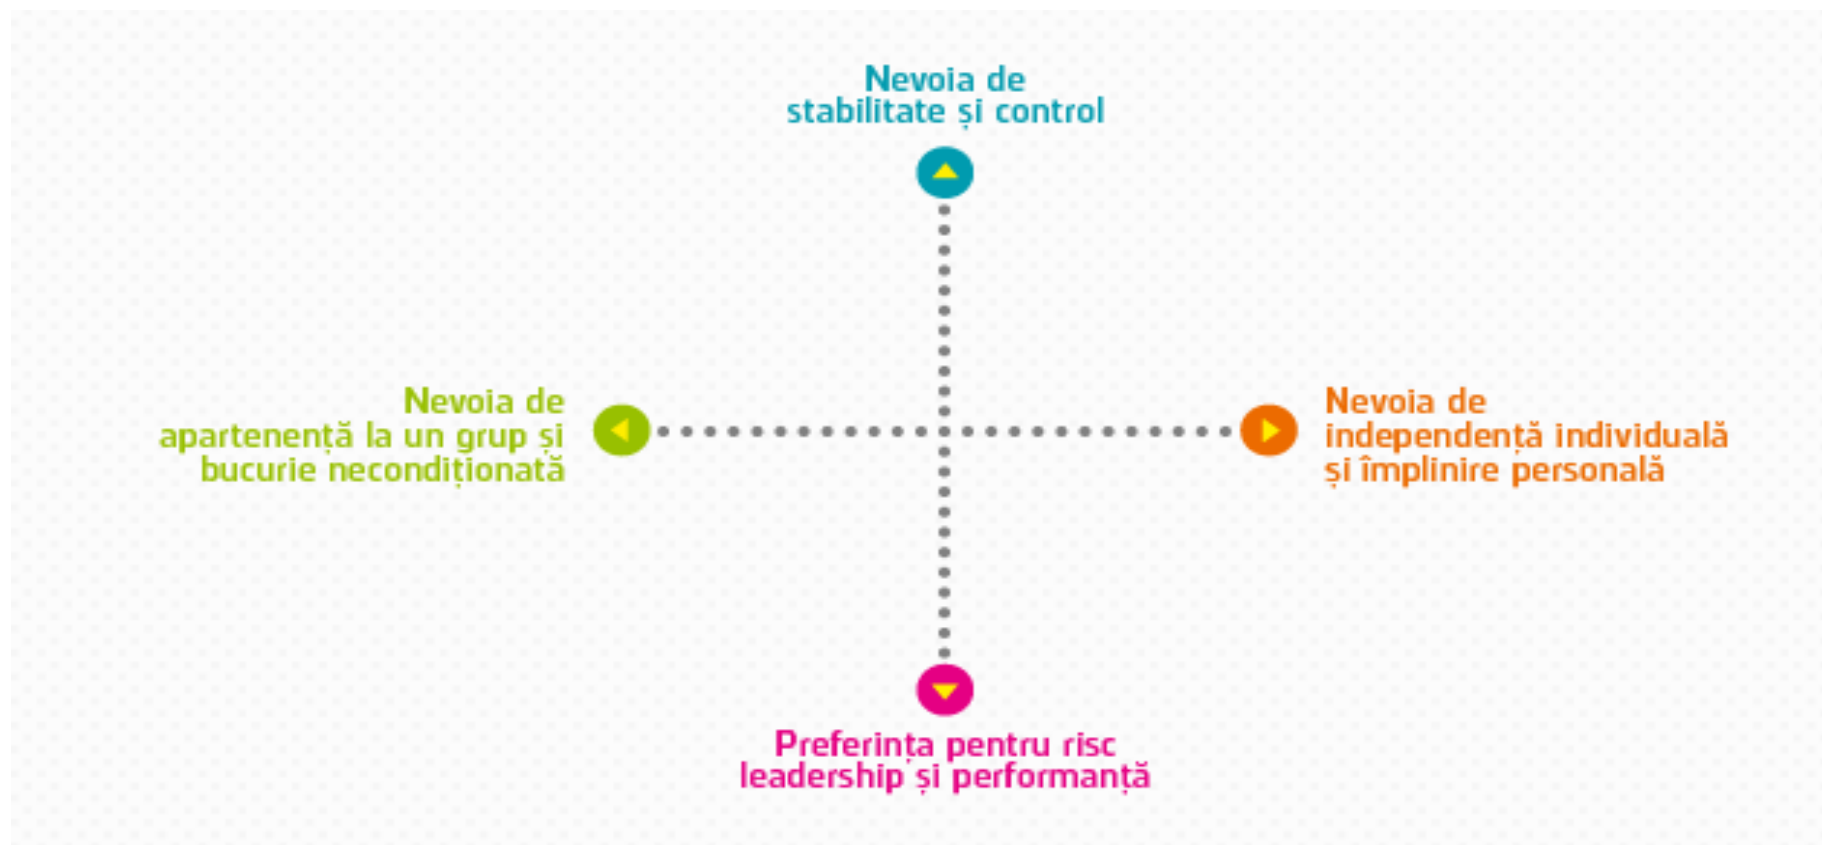 Nevoia de
stabilitate și control
Nevoia de
apartenență la un grup și
bucurie necondiționată
Nevoia de
independență individuală
și împlinire personală
Preferința pentru risc
leadership și performanță